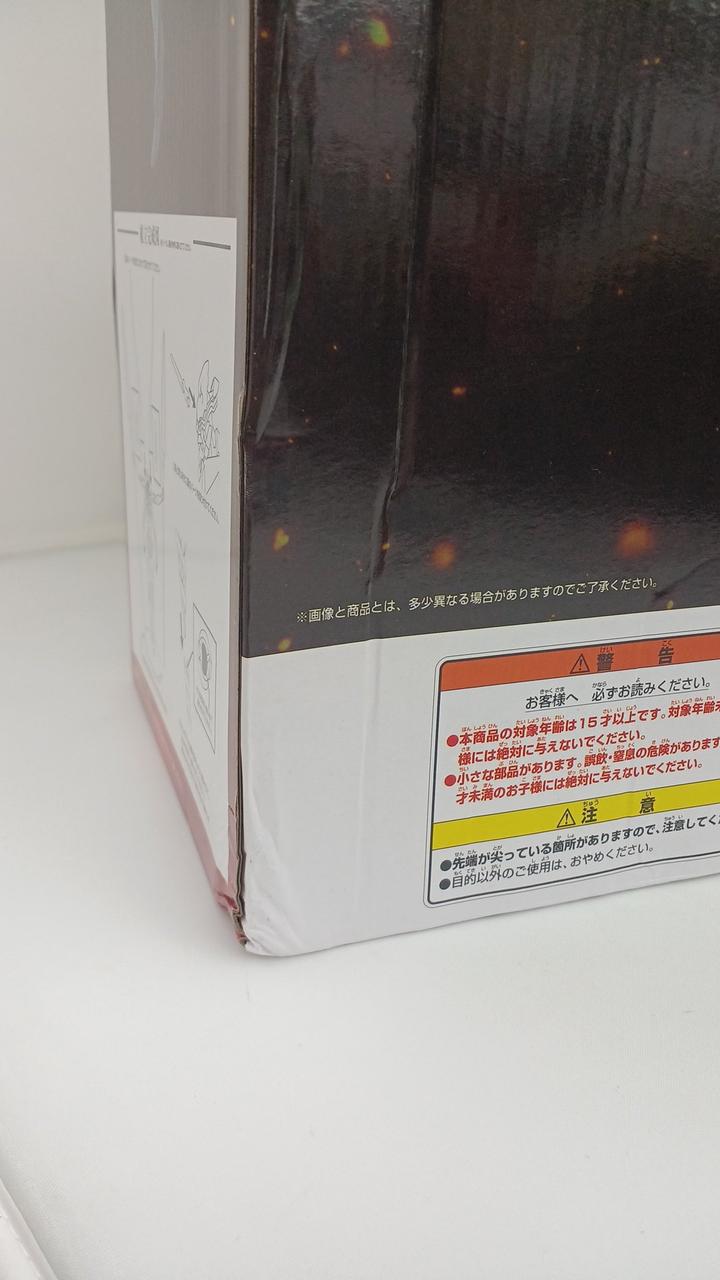 組立完成図
※画像と商品とは、多少異なる場合がありますのでご了承ください。
警告
お客様へ 必ずお読みください。
●本商品の対象年齢は15才以上です。対象年齢
様には絶対に与えないでください。
●小さな部品があります。誤飲・窒息の危険があります
才未満のお子様には絶対に与えないでください。
注意
●先端が尖っている箇所がありますので、注意してく
●目的以外のご使用は、おやめください。